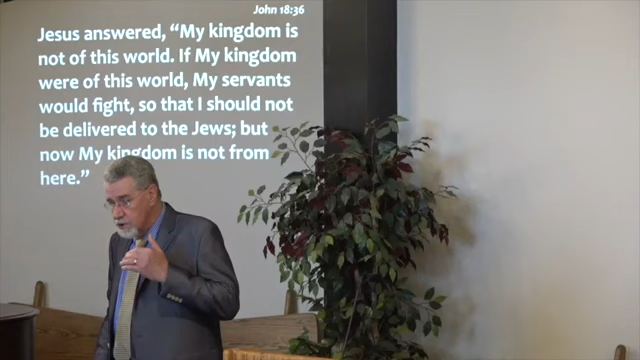 John 18:36
Jesus answered, “My kingdom is
not of this world. If My kingdom
were of this world, My servants
would fight, so that I should not
be delivered to the Jews; but
now My kingdom is not from
here.”